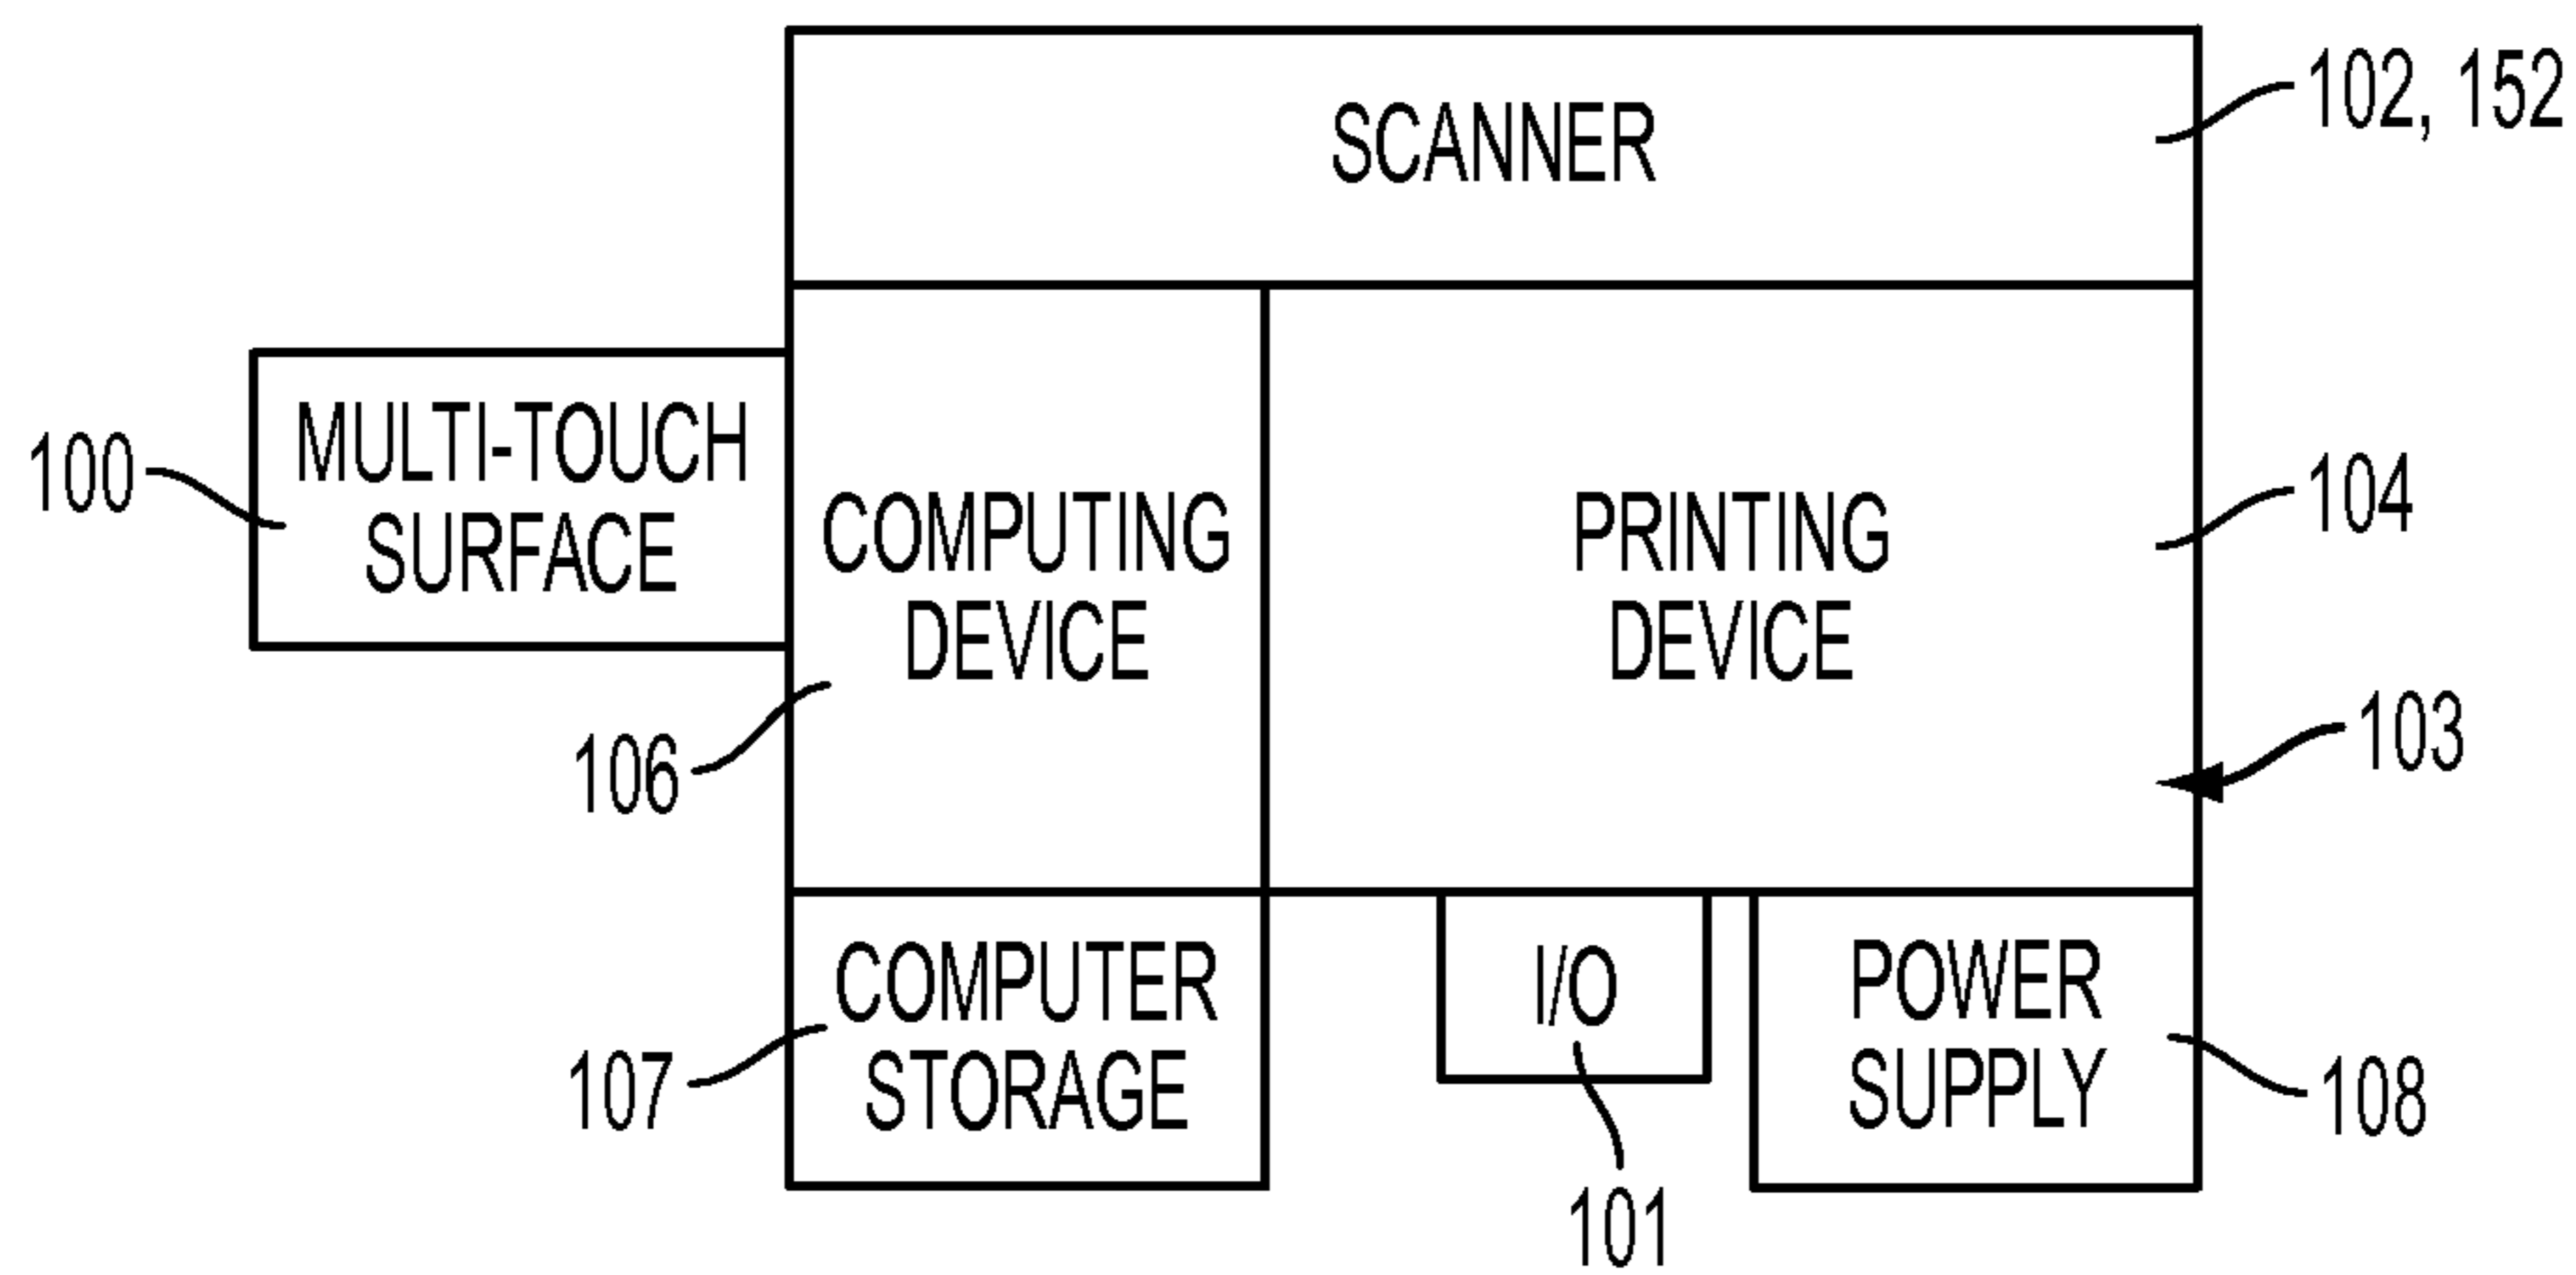 SCANNER
102, 152
MULTI-TOUCH
SURFACE
100
COMPUTING
DEVICE
106
PRINTING
DEVICE
104
103
COMPUTER
STORAGE
107
I/O
101
POWER
SUPPLY
108